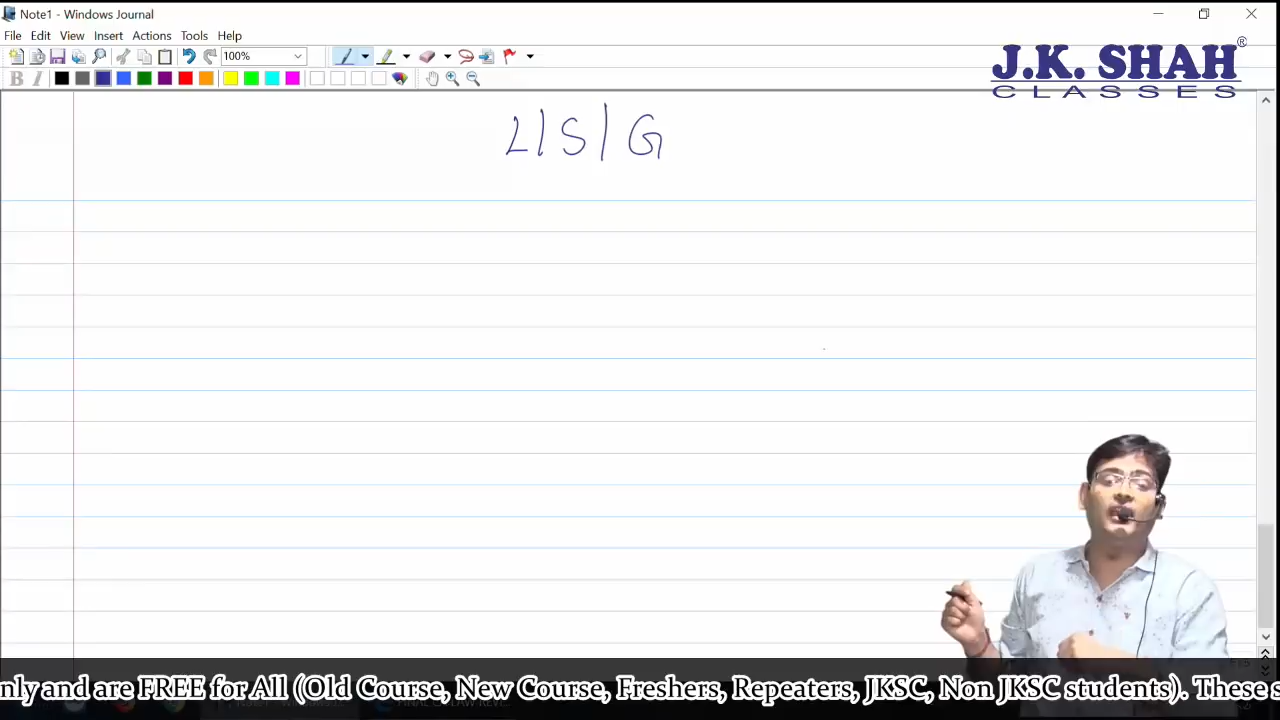 Note1 - Windows Journal
File Edit View Insert Actions Tools Help
100%
B I
J.K. SHAH®
CLASSES
L/S/G
nly and are FREE for All (Old Course, New Course, Freshers, Repeaters, JKSC, Non JKSC students). These s